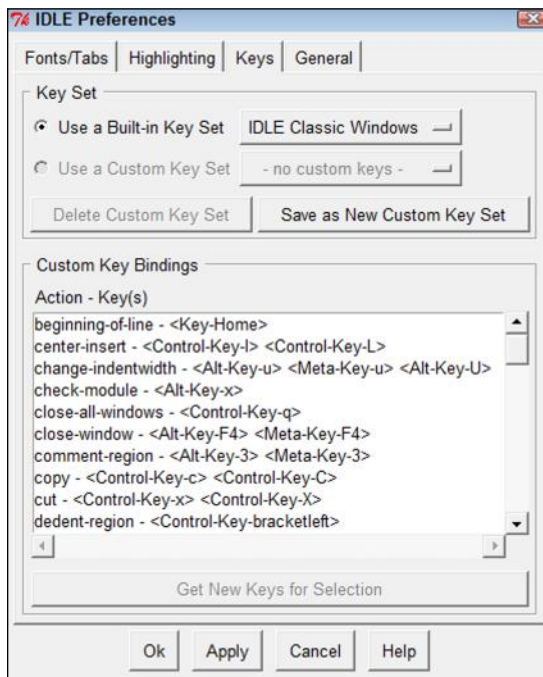 IDLE Preferences
Fonts/Tabs Highlighting Keys General
Key Set
Use a Built-in Key Set IDLE Classic Windows
Use a Custom Key Set - no custom keys -
Delete Custom Key Set Save as New Custom Key Set
Custom Key Bindings
Action - Key(s)
beginning-of-line - <Key-Home>
center-insert - <Control-Key-l> <Control-Key-L>
change-indentwidth - <Alt-Key-u> <Meta-Key-u> <Alt-Key-U>
check-module - <Alt-Key-x>
close-all-windows - <Control-Key-q>
close-window - <Alt-Key-F4> <Meta-Key-F4>
comment-region - <Alt-Key-3> <Meta-Key-3>
copy - <Control-Key-c> <Control-Key-C>
cut - <Control-Key-x> <Control-Key-X>
dedent-region - <Control-Key-bracketleft>
Get New Keys for Selection
Ok Apply Cancel Help